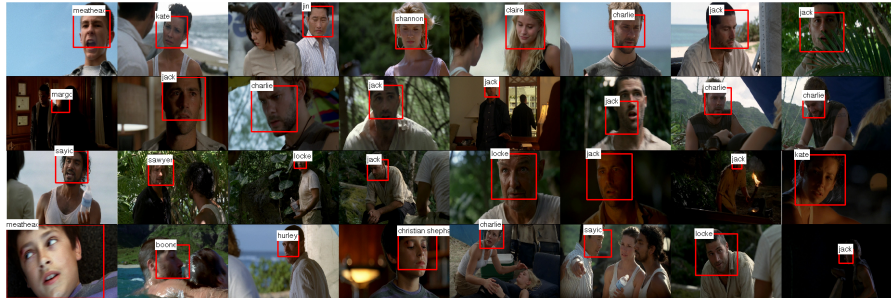 meathead
kate
jin
shannon
claire
charlie
jack
jack
margo
jack
charlie
jack
jack
jack
charlie
charlie
sayid
sawyer
locke
jack
locke
jack
jack
kate
meathead
boone
hurley
christian shepha
charlie
sayid
locke
jack